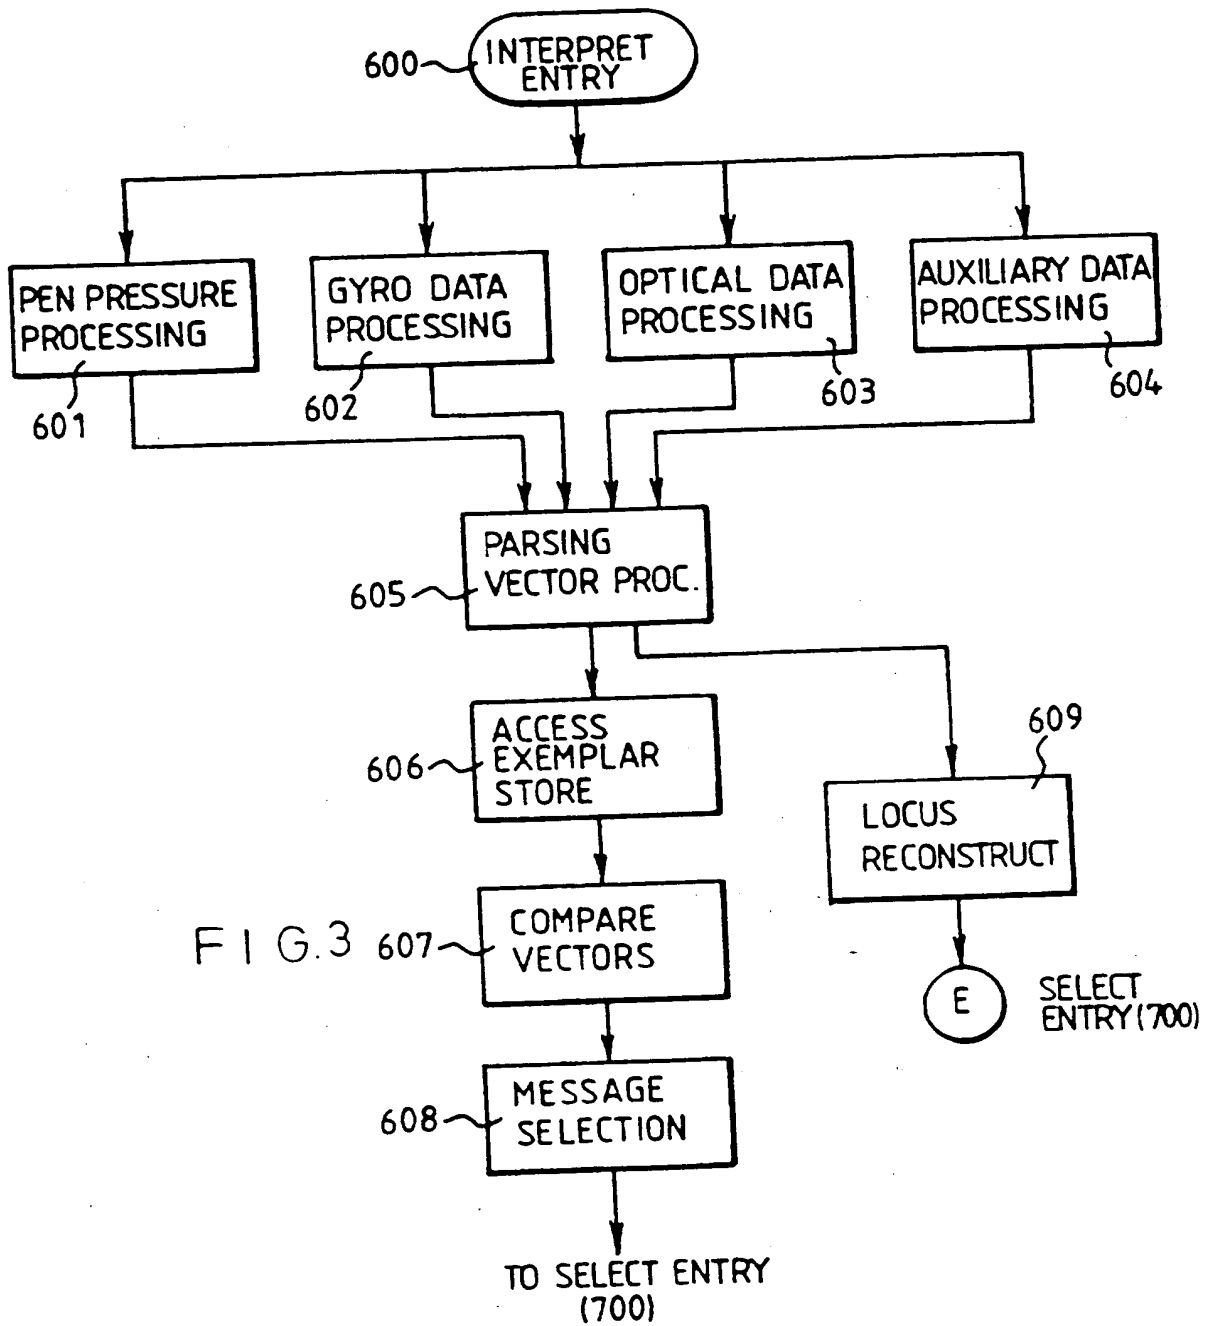 INTERPRET
ENTRY
600
PEN PRESSURE
PROCESSING
601
GYRO DATA
PROCESSING
602
OPTICAL DATA
PROCESSING
603
AUXILIARY DATA
PROCESSING
604
PARSING
VECTOR PROC.
605
ACCESS
EXEMPLAR
STORE
606
609
LOCUS
RECONSTRUCT
FIG.3
607
COMPARE
VECTORS
E
SELECT
ENTRY (700)
608
MESSAGE
SELECTION
TO SELECT ENTRY
(700)